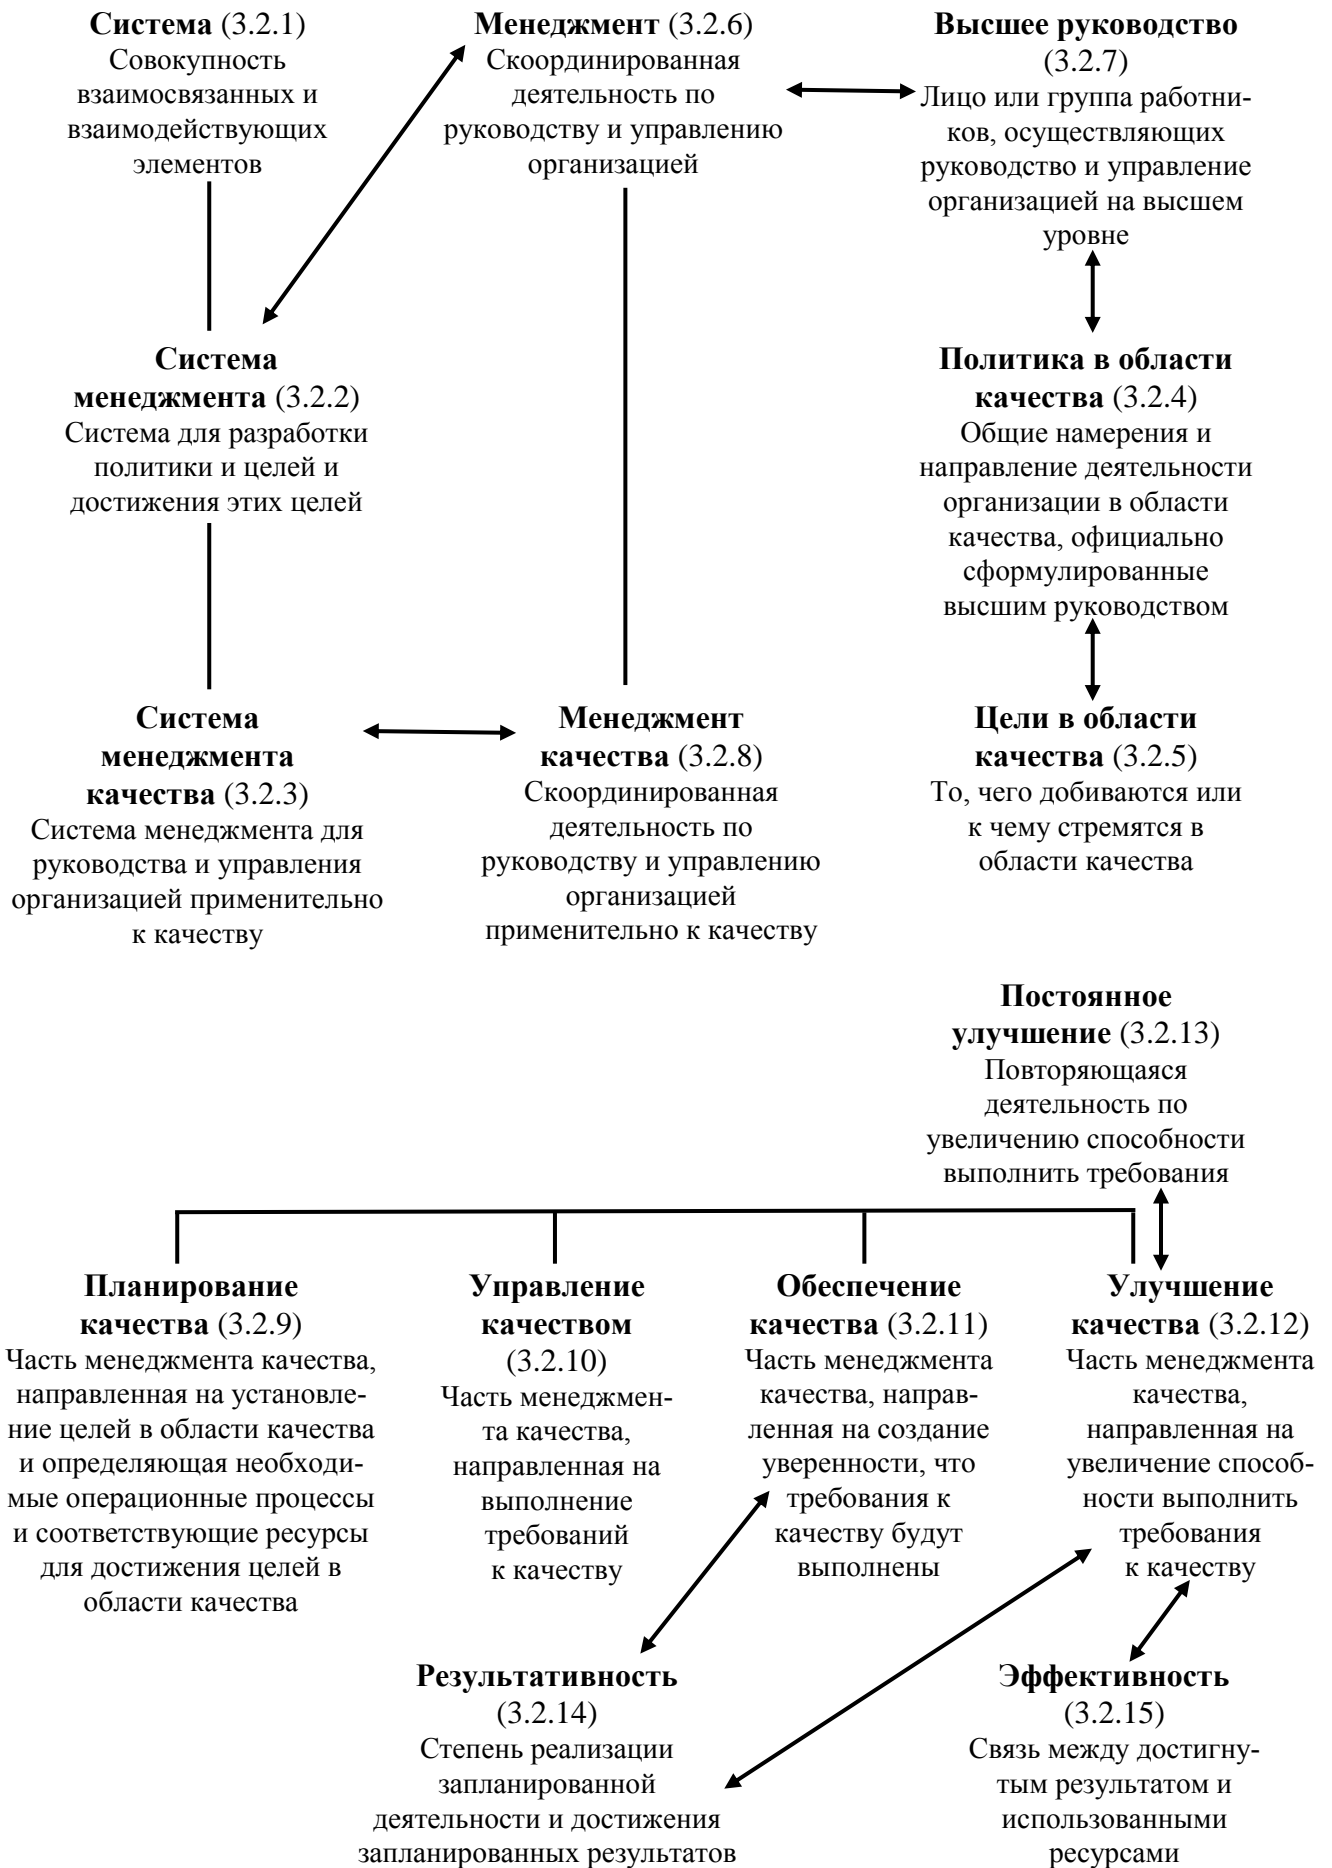 Система (3.2.1)
Совокупность
взаимосвязанных и
взаимодействующих
элементов
Менеджмент (3.2.6)
Скоординированная
деятельность по
руководству и управлению
организацией
Высшее руководство
(3.2.7)
Лицо или группа работни-
ков, осуществляющих
руководство и управление
организацией на высшем
уровне
Система
менеджмента (3.2.2)
Система для разработки
политики и целей и
достижения этих целей
Политика в области
качества (3.2.4)
Общие намерения и
направление деятельности
организации в области
качества, официально
сформулированные
высшим руководством
Система
менеджмента
качества (3.2.3)
Система менеджмента для
руководства и управления
организацией применительно
к качеству
Менеджмент
качества (3.2.8)
Скоординированная
деятельность по
руководству и управлению
организацией
применительно к качеству
Цели в области
качества (3.2.5)
То, чего добиваются или
к чему стремятся в
области качества
Постоянное
улучшение (3.2.13)
Повторяющаяся
деятельность по
увеличению способности
выполнить требования
Планирование
качества (3.2.9)
Часть менеджмента качества,
направленная на установле-
ние целей в области качества
и определяющая необходи-
мые операционные процессы
и соответствующие ресурсы
для достижения целей в
области качества
Управление
качеством
(3.2.10)
Часть менеджмен-
та качества,
направленная на
выполнение
требований
к качеству
Обеспечение
качества (3.2.11)
Часть менеджмента
качества, направ-
ленная на создание
уверенности, что
требования к
качеству будут
выполнены
Улучшение
качества (3.2.12)
Часть менеджмента
качества,
направленная на
увеличение способ-
ности выполнить
требования
к качеству
Результативность
(3.2.14)
Степень реализации
запланированной
деятельности и достижения
запланированных результатов
Эффективность
(3.2.15)
Связь между достигну-
тым результатом и
использованными
ресурсами